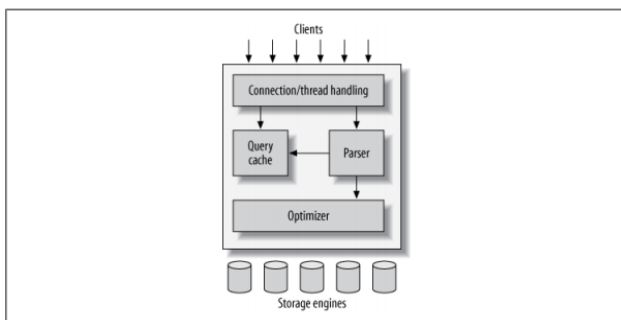 Clients
Connection/thread handling
Query
cache
Parser
Optimizer
Storage engines